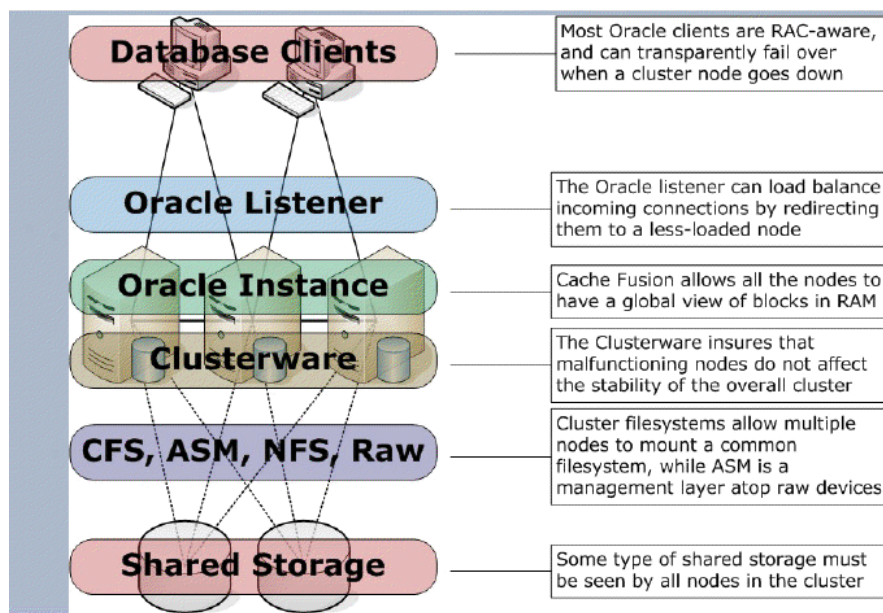 Database Clients
Most Oracle clients are RAC-aware,
and can transparently fail over
when a cluster node goes down
Oracle Listener
The Oracle listener can load balance
incoming connections by redirecting
them to a less-loaded node
Oracle Instance
Cache Fusion allows all the nodes to
have a global view of blocks in RAM
Clusterware
The Clusterware insures that
malfunctioning nodes do not affect
the stability of the overall cluster
CFS, ASM, NFS, Raw
Cluster filesystems allow multiple
nodes to mount a common
filesystem, while ASM is a
management layer atop raw devices
Shared Storage
Some type of shared storage must
be seen by all nodes in the cluster